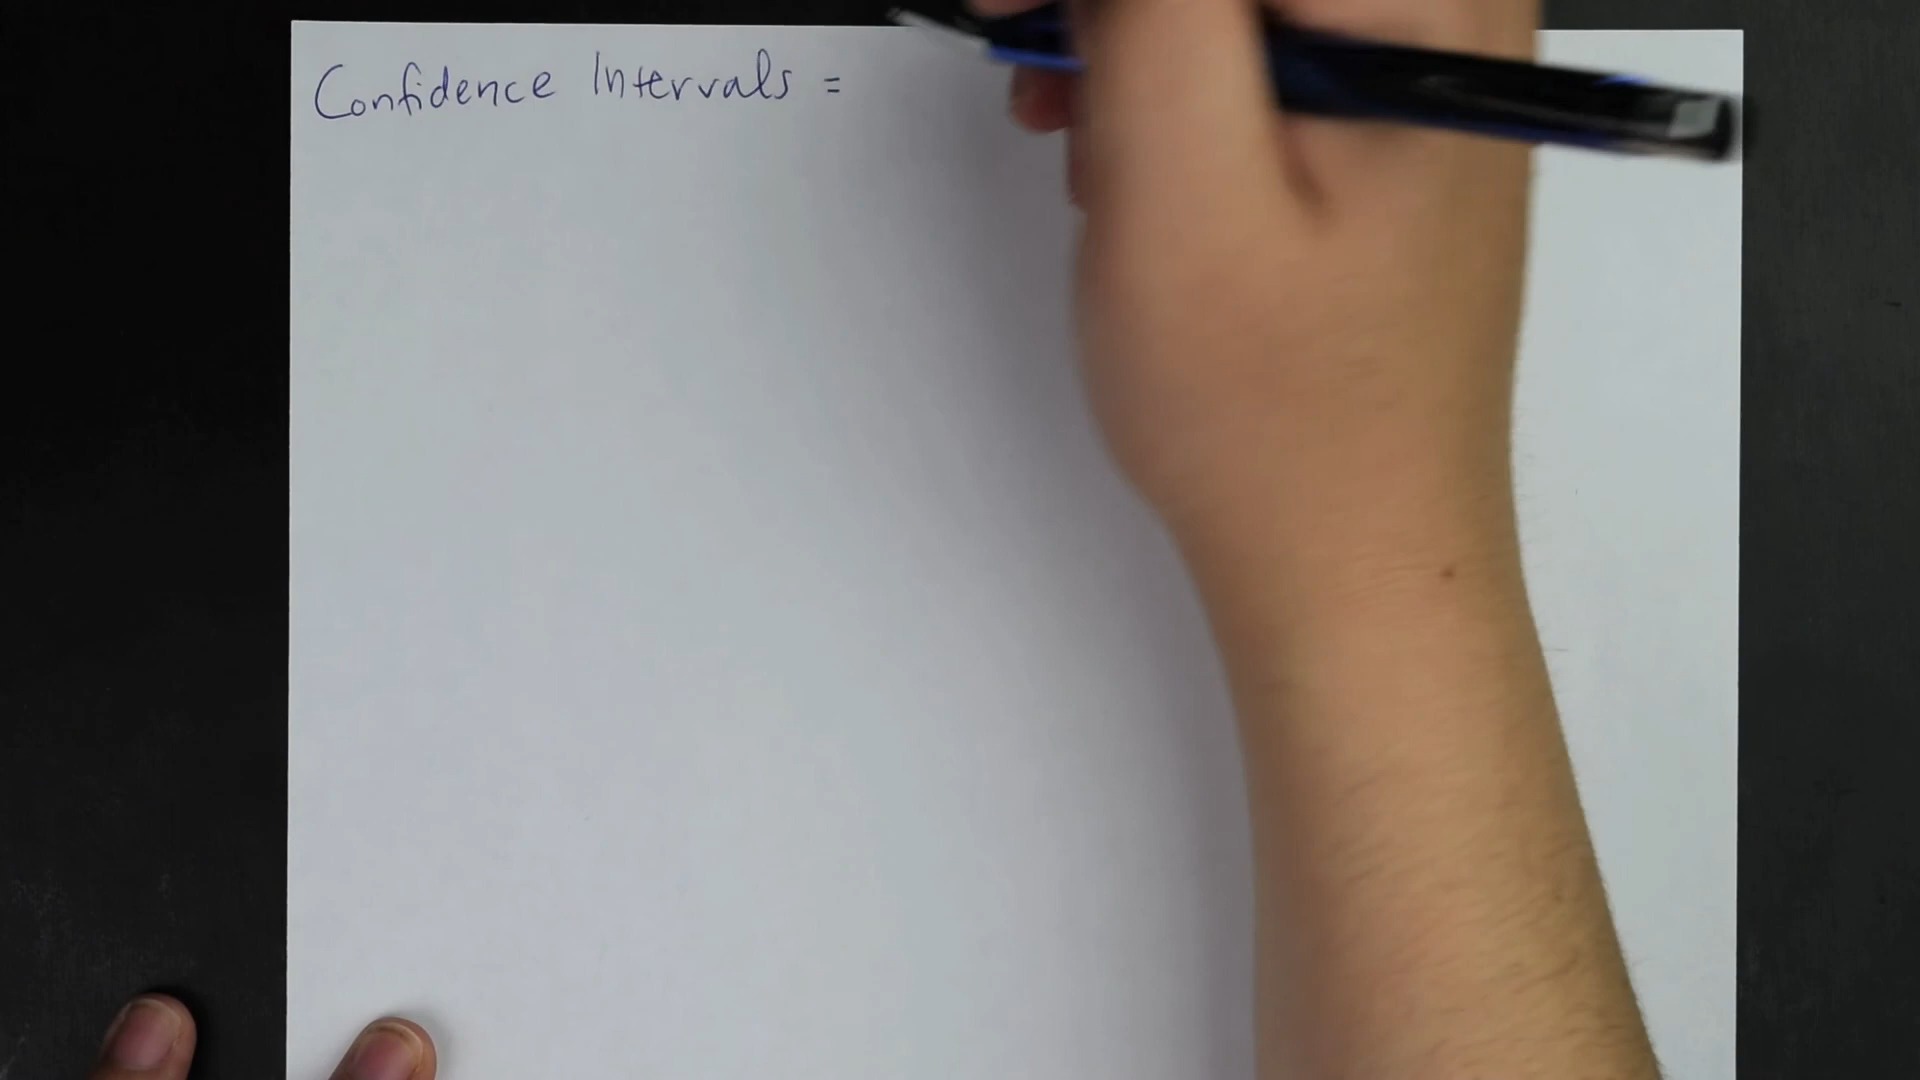 Confidence Intervals =